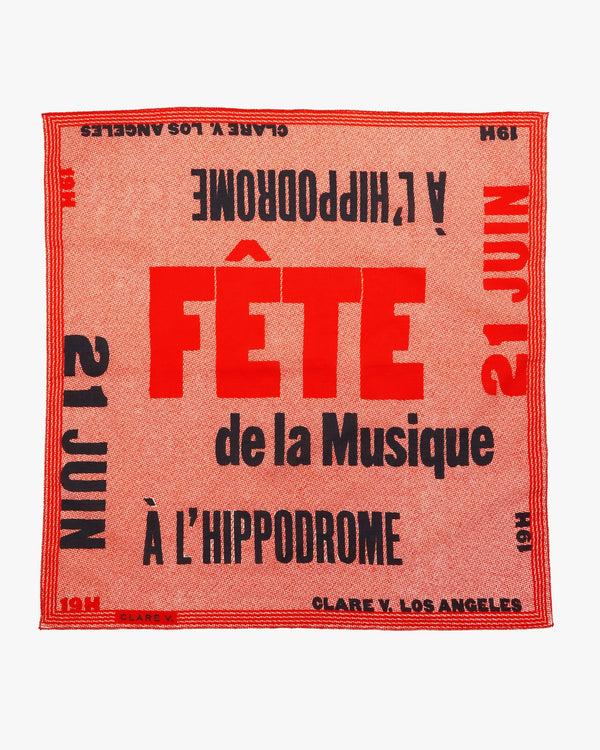 CLARE V. LOS ANGELES
19H
19H
À L'HIPPODROME
21 JUIN
FÊTE
de la Musique
21 JUIN
À L'HIPPODROME
19H
19H
CLARE V. LOS ANGELES
CLARE V.